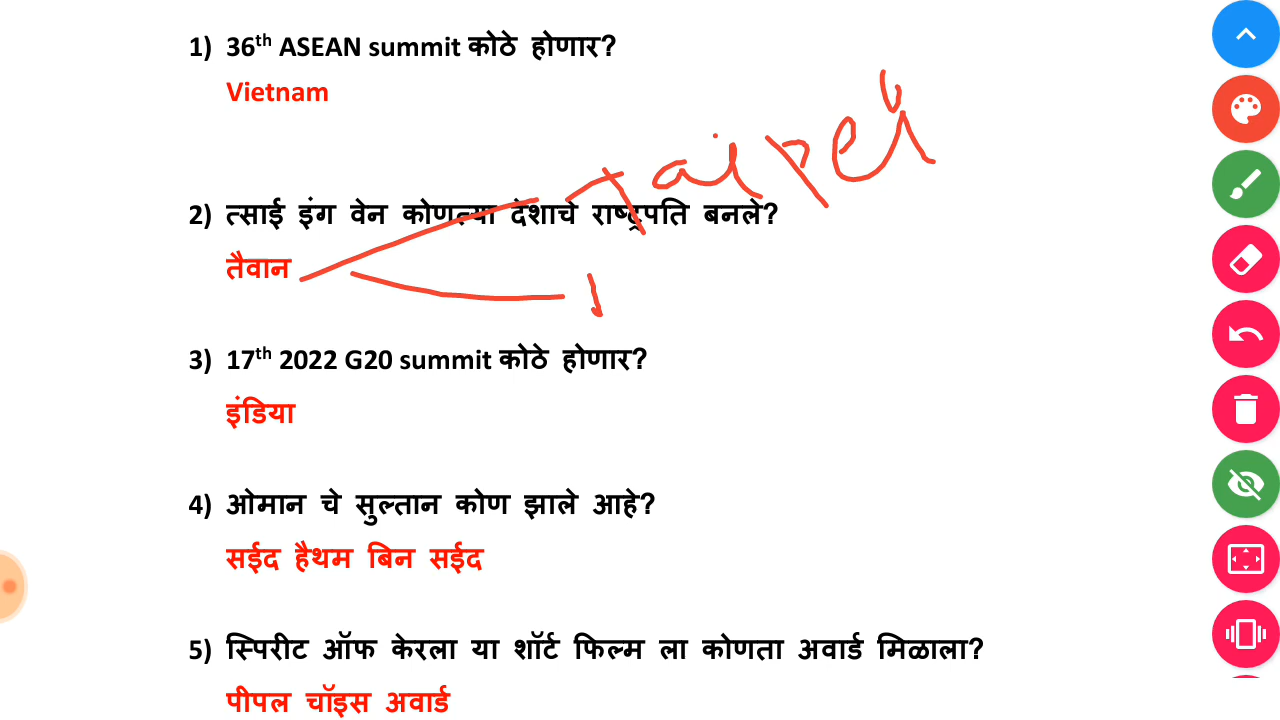 1) 36th ASEAN summit कोठे होणार?
Vietnam
Taipei
2) त्साई इंग वेन कोणत्या देशाचे राष्ट्रपति बनले?
तैवान
3) 17th 2022 G20 summit कोठे होणार?
इंडिया
4) ओमान चे सुल्तान कोण झाले आहे?
सईद हैथम बिन सईद
5) स्पिरीट ऑफ केरला या शॉर्ट फिल्म ला कोणता अवार्ड मिळाला?
पीपल चॉइस अवार्ड